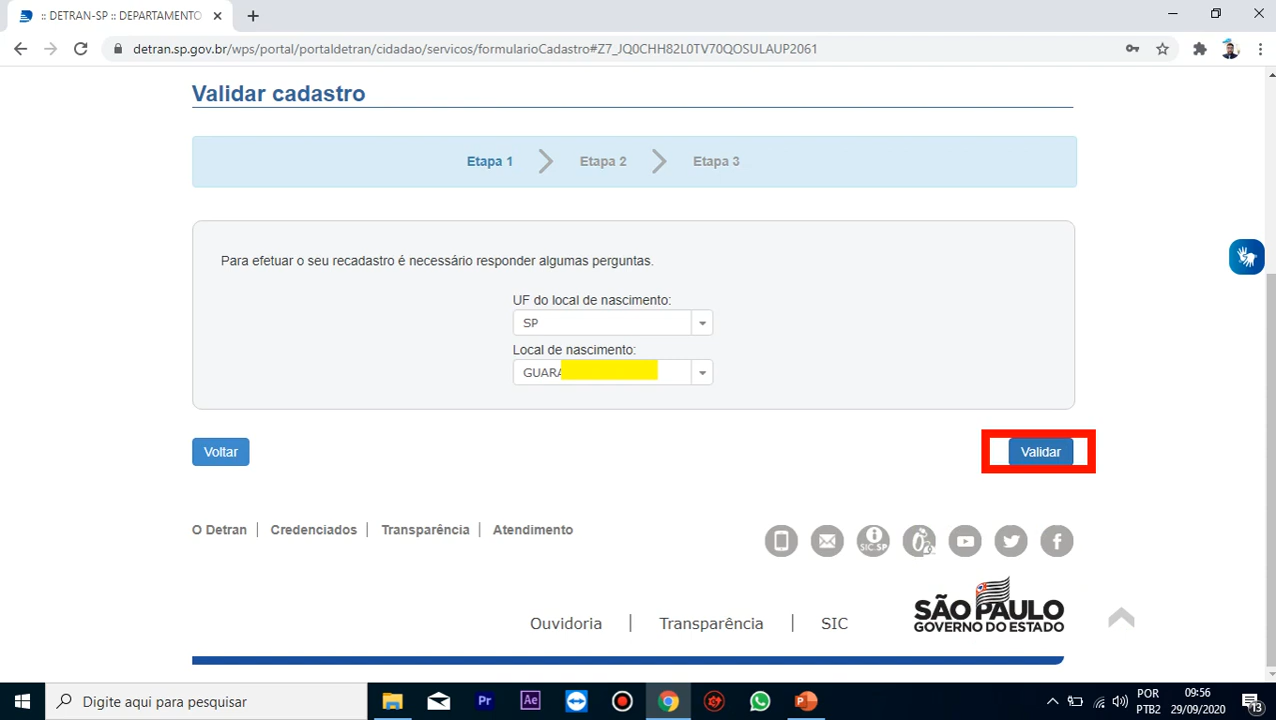 :: DETRAN-SP :: DEPARTAMENTO
detran.sp.gov.br/wps/portal/portaldetran/cidadao/servicos/formularioCadastro#Z7_JQ0CHH82L0TV70QOSULAUP2061
Validar cadastro
Etapa 1
Etapa 2
Etapa 3
Para efetuar o seu recadastro é necessário responder algumas perguntas.
UF do local de nascimento:
SP
Local de nascimento:
GUARA
Voltar
Validar
O Detran | Credenciados | Transparência | Atendimento
SIC.SP
Ouvidoria | Transparência | SIC
SÃO PAULO
GOVERNO DO ESTADO
Digite aqui para pesquisar
Pr
Ae
POR
PTB2
09:56
29/09/2020
13